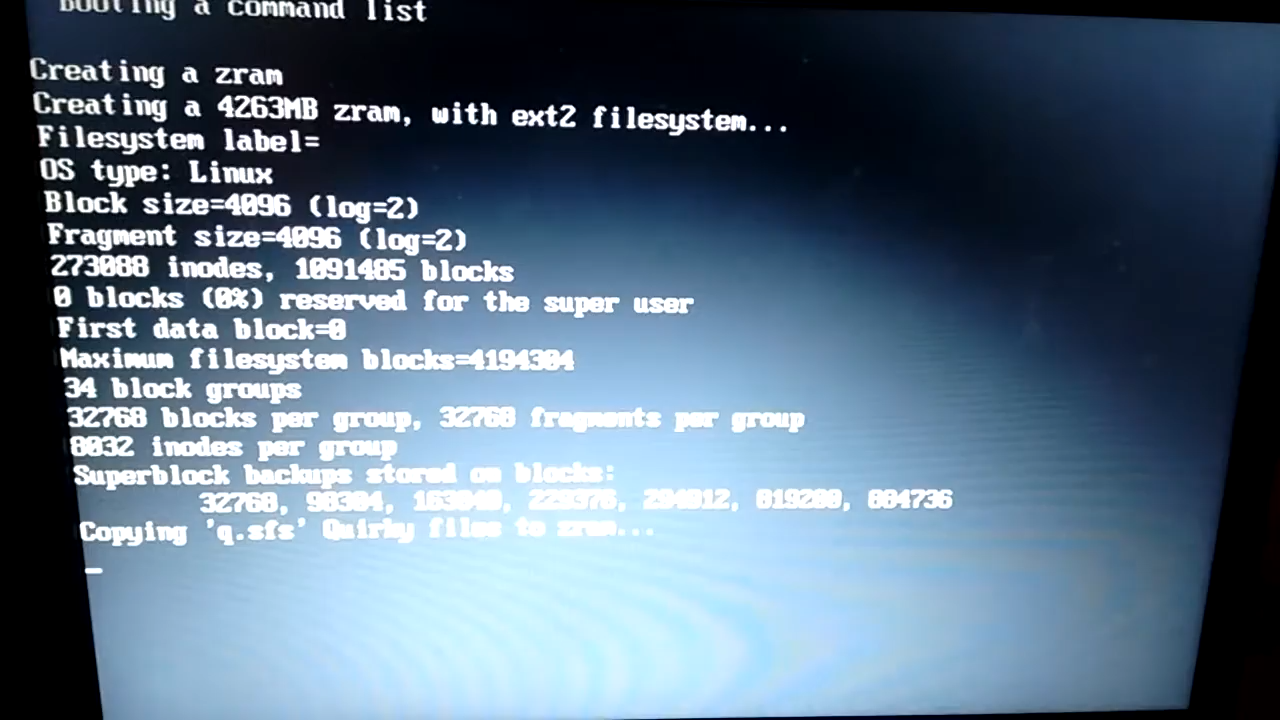 Booting a command list
Creating a zram
Creating a 4263MB zram, with ext2 filesystem...
Filesystem label=
OS type: Linux
Block size=4096 (log=2)
Fragment size=4096 (log=2)
273088 inodes, 1091485 blocks
0 blocks (0%) reserved for the super user
First data block=0
Maximum filesystem blocks=4194304
34 block groups
32768 blocks per group, 32768 fragments per group
8032 inodes per group
Superblock backups stored on blocks:
32768, 98304, 163840, 229376, 294912, 819200, 884736
Copying 'q.sfs' Quirky files to zram...